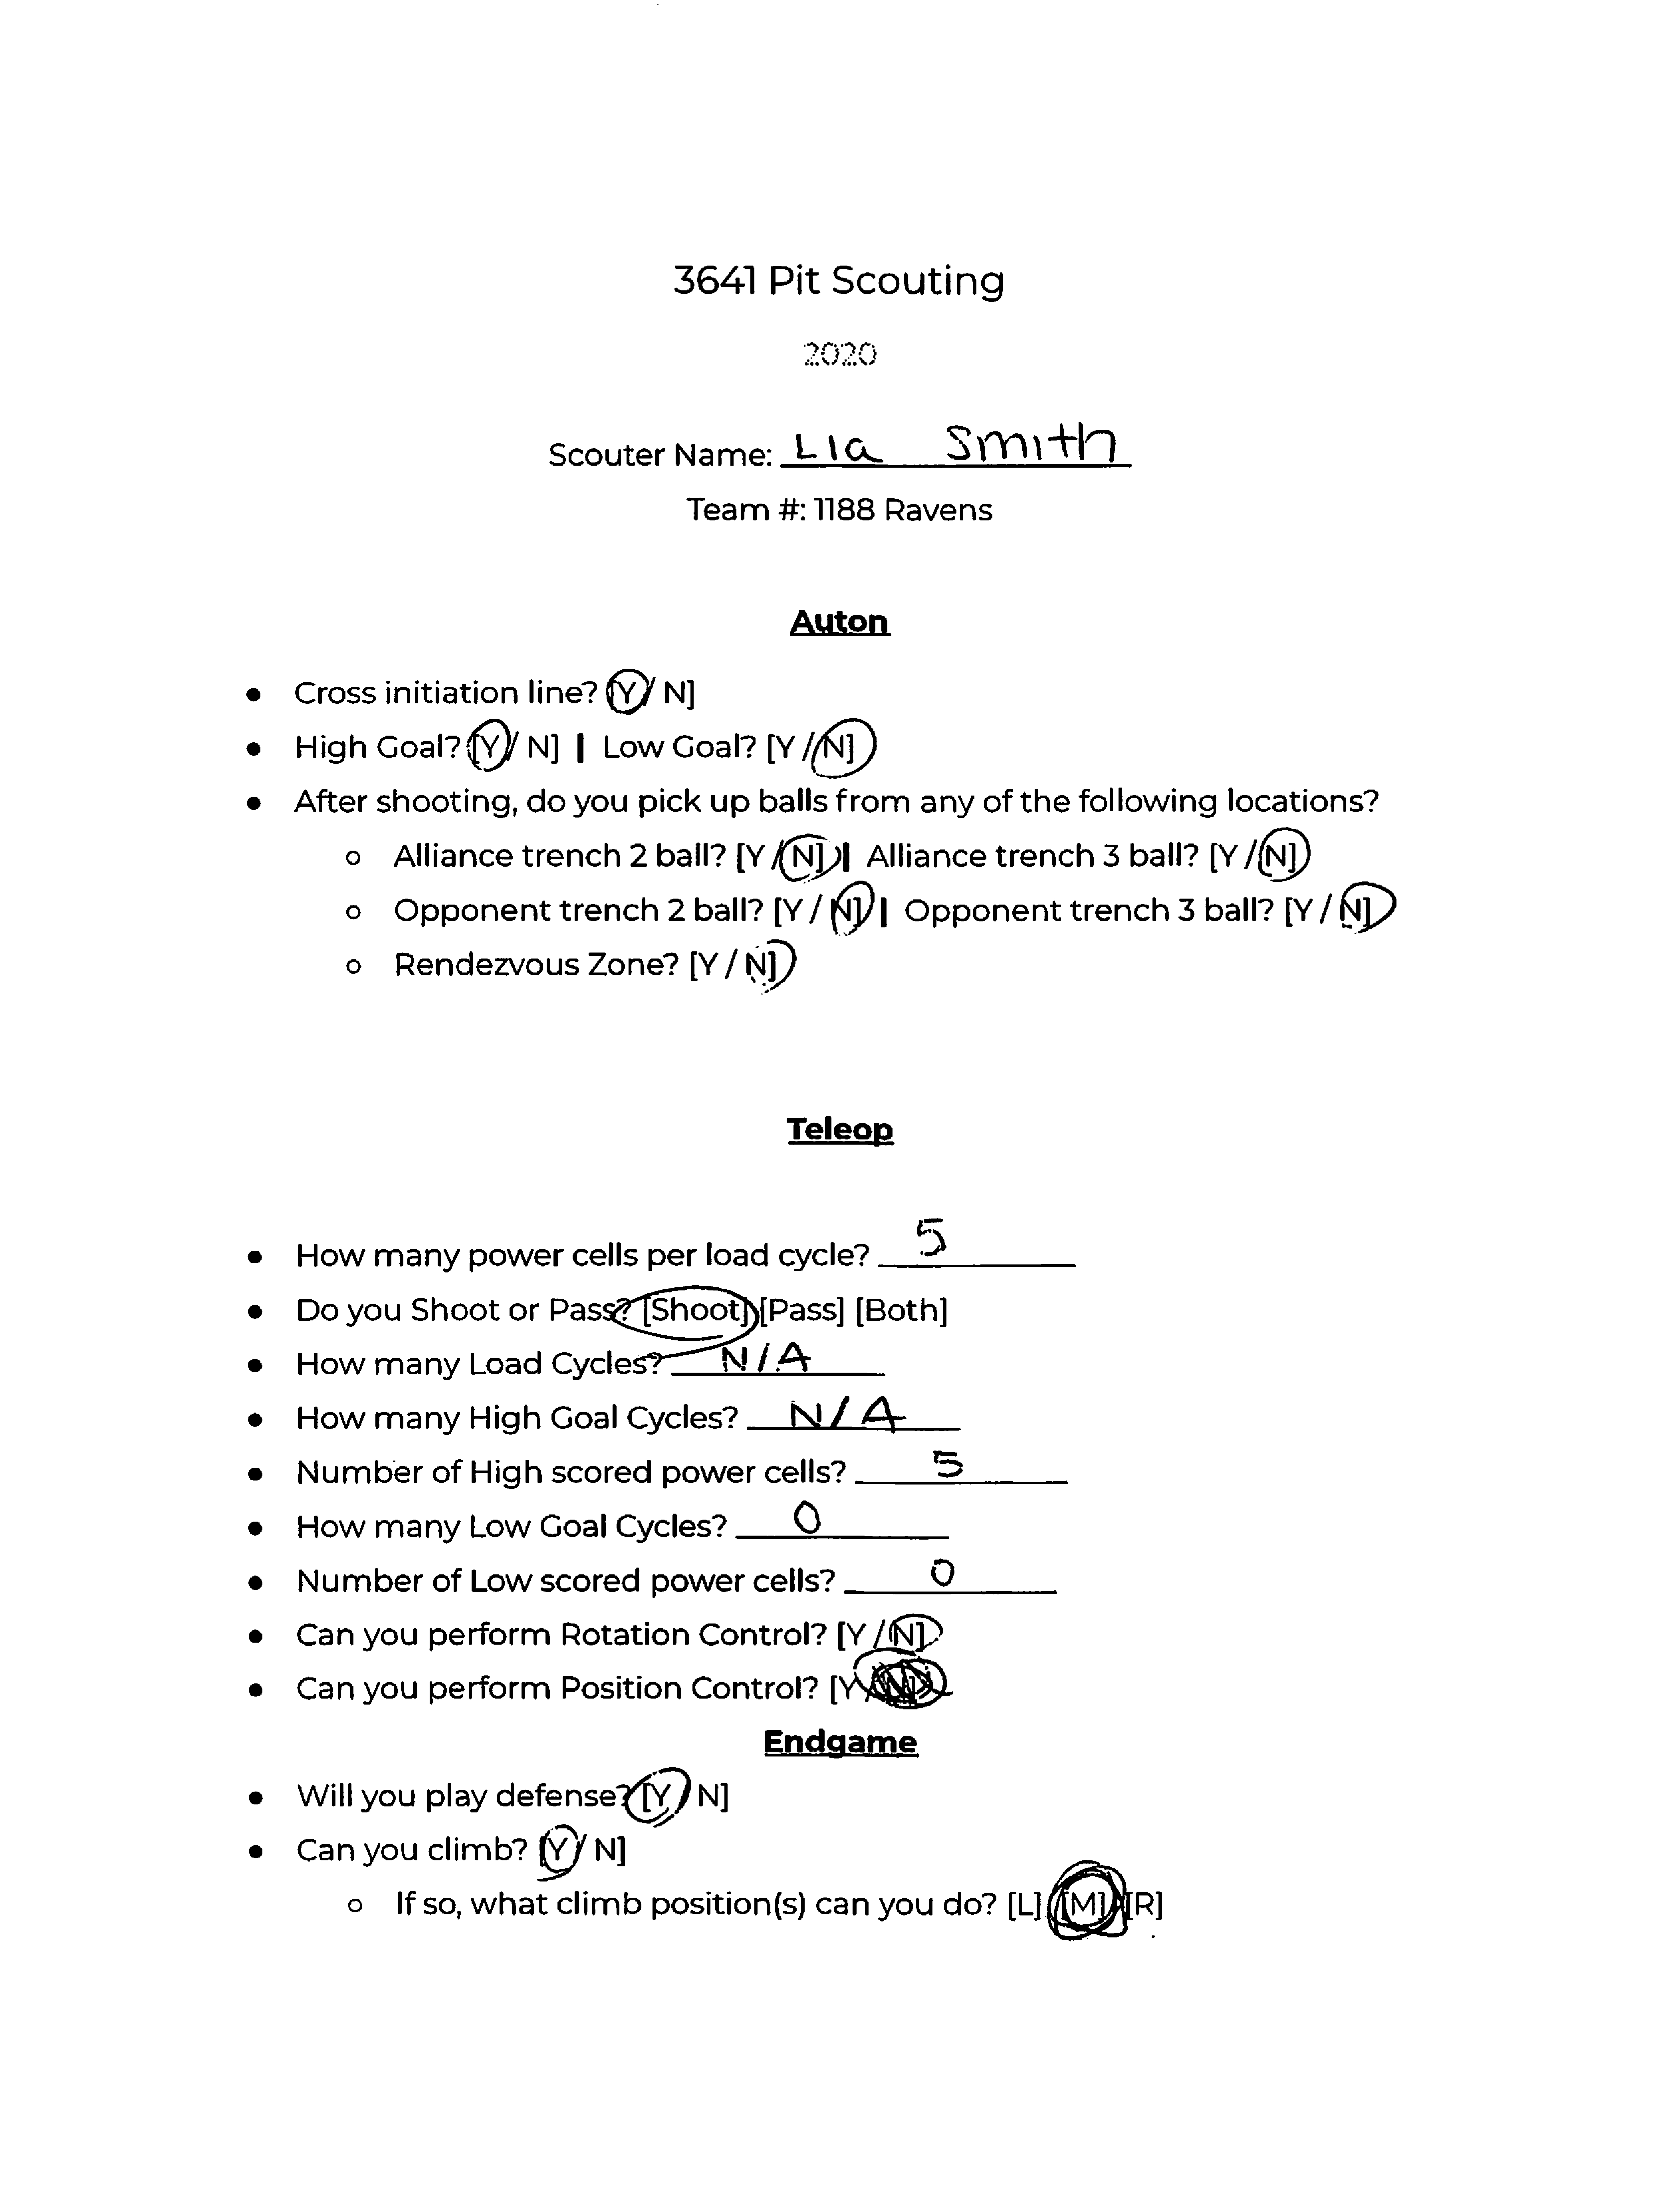 3641 Pit Scouting
2020
Scouter Name: Lia Smith
Team #: 1188 Ravens
Auton
● Cross initiation line? [Y / N]
● High Goal? [Y / N] | Low Goal? [Y / N]
● After shooting, do you pick up balls from any of the following locations?
○ Alliance trench 2 ball? [Y / N] | Alliance trench 3 ball? [Y / N]
○ Opponent trench 2 ball? [Y / N] | Opponent trench 3 ball? [Y / N]
○ Rendezvous Zone? [Y / N]
Teleop
● How many power cells per load cycle? 5
● Do you Shoot or Pass? [Shoot] [Pass] [Both]
● How many Load Cycles? N/A
● How many High Goal Cycles? N/A
● Number of High scored power cells? 5
● How many Low Goal Cycles? 0
● Number of Low scored power cells? 0
● Can you perform Rotation Control? [Y / N]
● Can you perform Position Control? [Y / N]
Endgame
● Will you play defense? [Y / N]
● Can you climb? [Y / N]
○ If so, what climb position(s) can you do? [L] [M] [R]